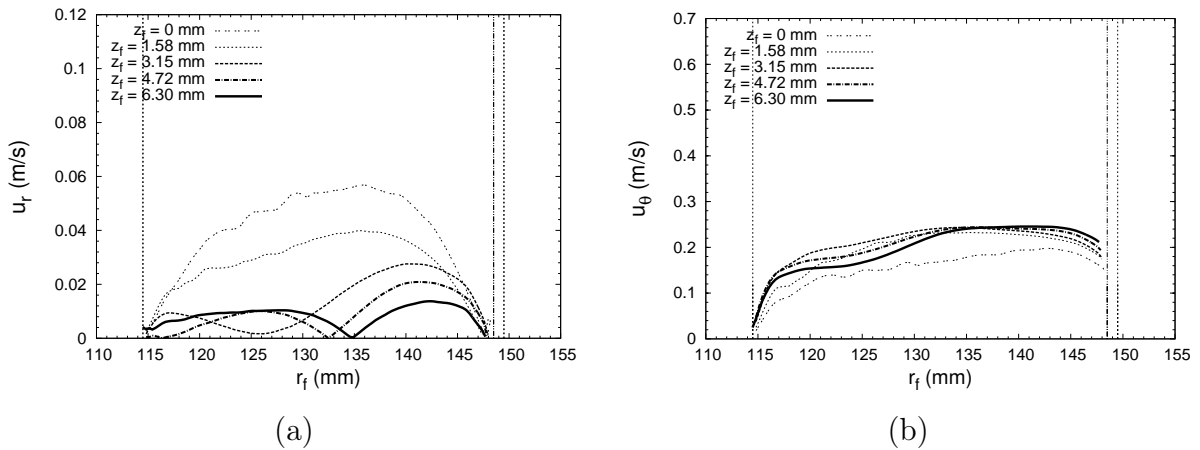 0.12
0.1
0.08
0.06
0.04
0.02
0
u_r (m/s)
z_f = 0 mm
z_f = 1.58 mm
z_f = 3.15 mm
z_f = 4.72 mm
z_f = 6.30 mm
110 115 120 125 130 135 140 145 150 155
r_f (mm)
(a)
0.7
0.6
0.5
0.4
0.3
0.2
0.1
0
u_θ (m/s)
z_f = 0 mm
z_f = 1.58 mm
z_f = 3.15 mm
z_f = 4.72 mm
z_f = 6.30 mm
110 115 120 125 130 135 140 145 150 155
r_f (mm)
(b)